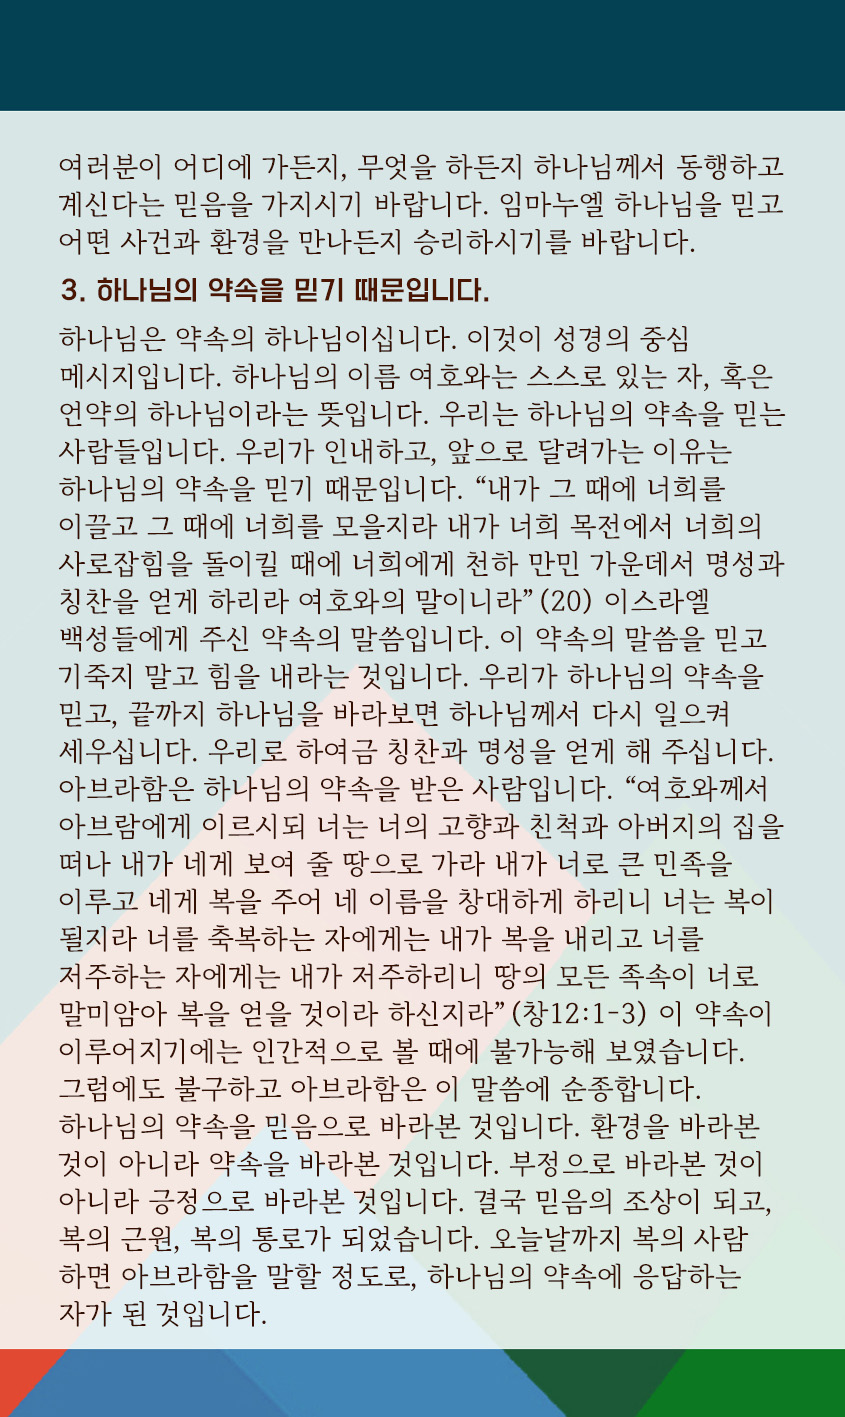 여러분이 어디에 가든지, 무엇을 하든지 하나님께서 동행하고
계신다는 믿음을 가지시기 바랍니다. 임마누엘 하나님을 믿고
어떤 사건과 환경을 만나든지 승리하시기를 바랍니다.
3. 하나님의 약속을 믿기 때문입니다.
하나님은 약속의 하나님이십니다. 이것이 성경의 중심
메시지입니다. 하나님의 이름 여호와는 스스로 있는 자, 혹은
언약의 하나님이라는 뜻입니다. 우리는 하나님의 약속을 믿는
사람들입니다. 우리가 인내하고, 앞으로 달려가는 이유는
하나님의 약속을 믿기 때문입니다. “내가 그 때에 너희를
이끌고 그 때에 너희를 모을지라 내가 너희 목전에서 너희의
사로잡힘을 돌이킬 때에 너희에게 천하 만민 가운데서 명성과
칭찬을 얻게 하리라 여호와의 말이니라”(20) 이스라엘
백성들에게 주신 약속의 말씀입니다. 이 약속의 말씀을 믿고
기죽지 말고 힘을 내라는 것입니다. 우리가 하나님의 약속을
믿고, 끝까지 하나님을 바라보면 하나님께서 다시 일으켜
세우십니다. 우리로 하여금 칭찬과 명성을 얻게 해 주십니다.
아브라함은 하나님의 약속을 받은 사람입니다. “여호와께서
아브람에게 이르시되 너는 너의 고향과 친척과 아버지의 집을
떠나 내가 네게 보여 줄 땅으로 가라 내가 너로 큰 민족을
이루고 네게 복을 주어 네 이름을 창대하게 하리니 너는 복이
될지라 너를 축복하는 자에게는 내가 복을 내리고 너를
저주하는 자에게는 내가 저주하리니 땅의 모든 족속이 너로
말미암아 복을 얻을 것이라 하신지라”(창12:1-3) 이 약속이
이루어지기에는 인간적으로 볼 때에 불가능해 보였습니다.
그럼에도 불구하고 아브라함은 이 말씀에 순종합니다.
하나님의 약속을 믿음으로 바라본 것입니다. 환경을 바라본
것이 아니라 약속을 바라본 것입니다. 부정으로 바라본 것이
아니라 긍정으로 바라본 것입니다. 결국 믿음의 조상이 되고,
복의 근원, 복의 통로가 되었습니다. 오늘날까지 복의 사람
하면 아브라함을 말할 정도로, 하나님의 약속에 응답하는
자가 된 것입니다.